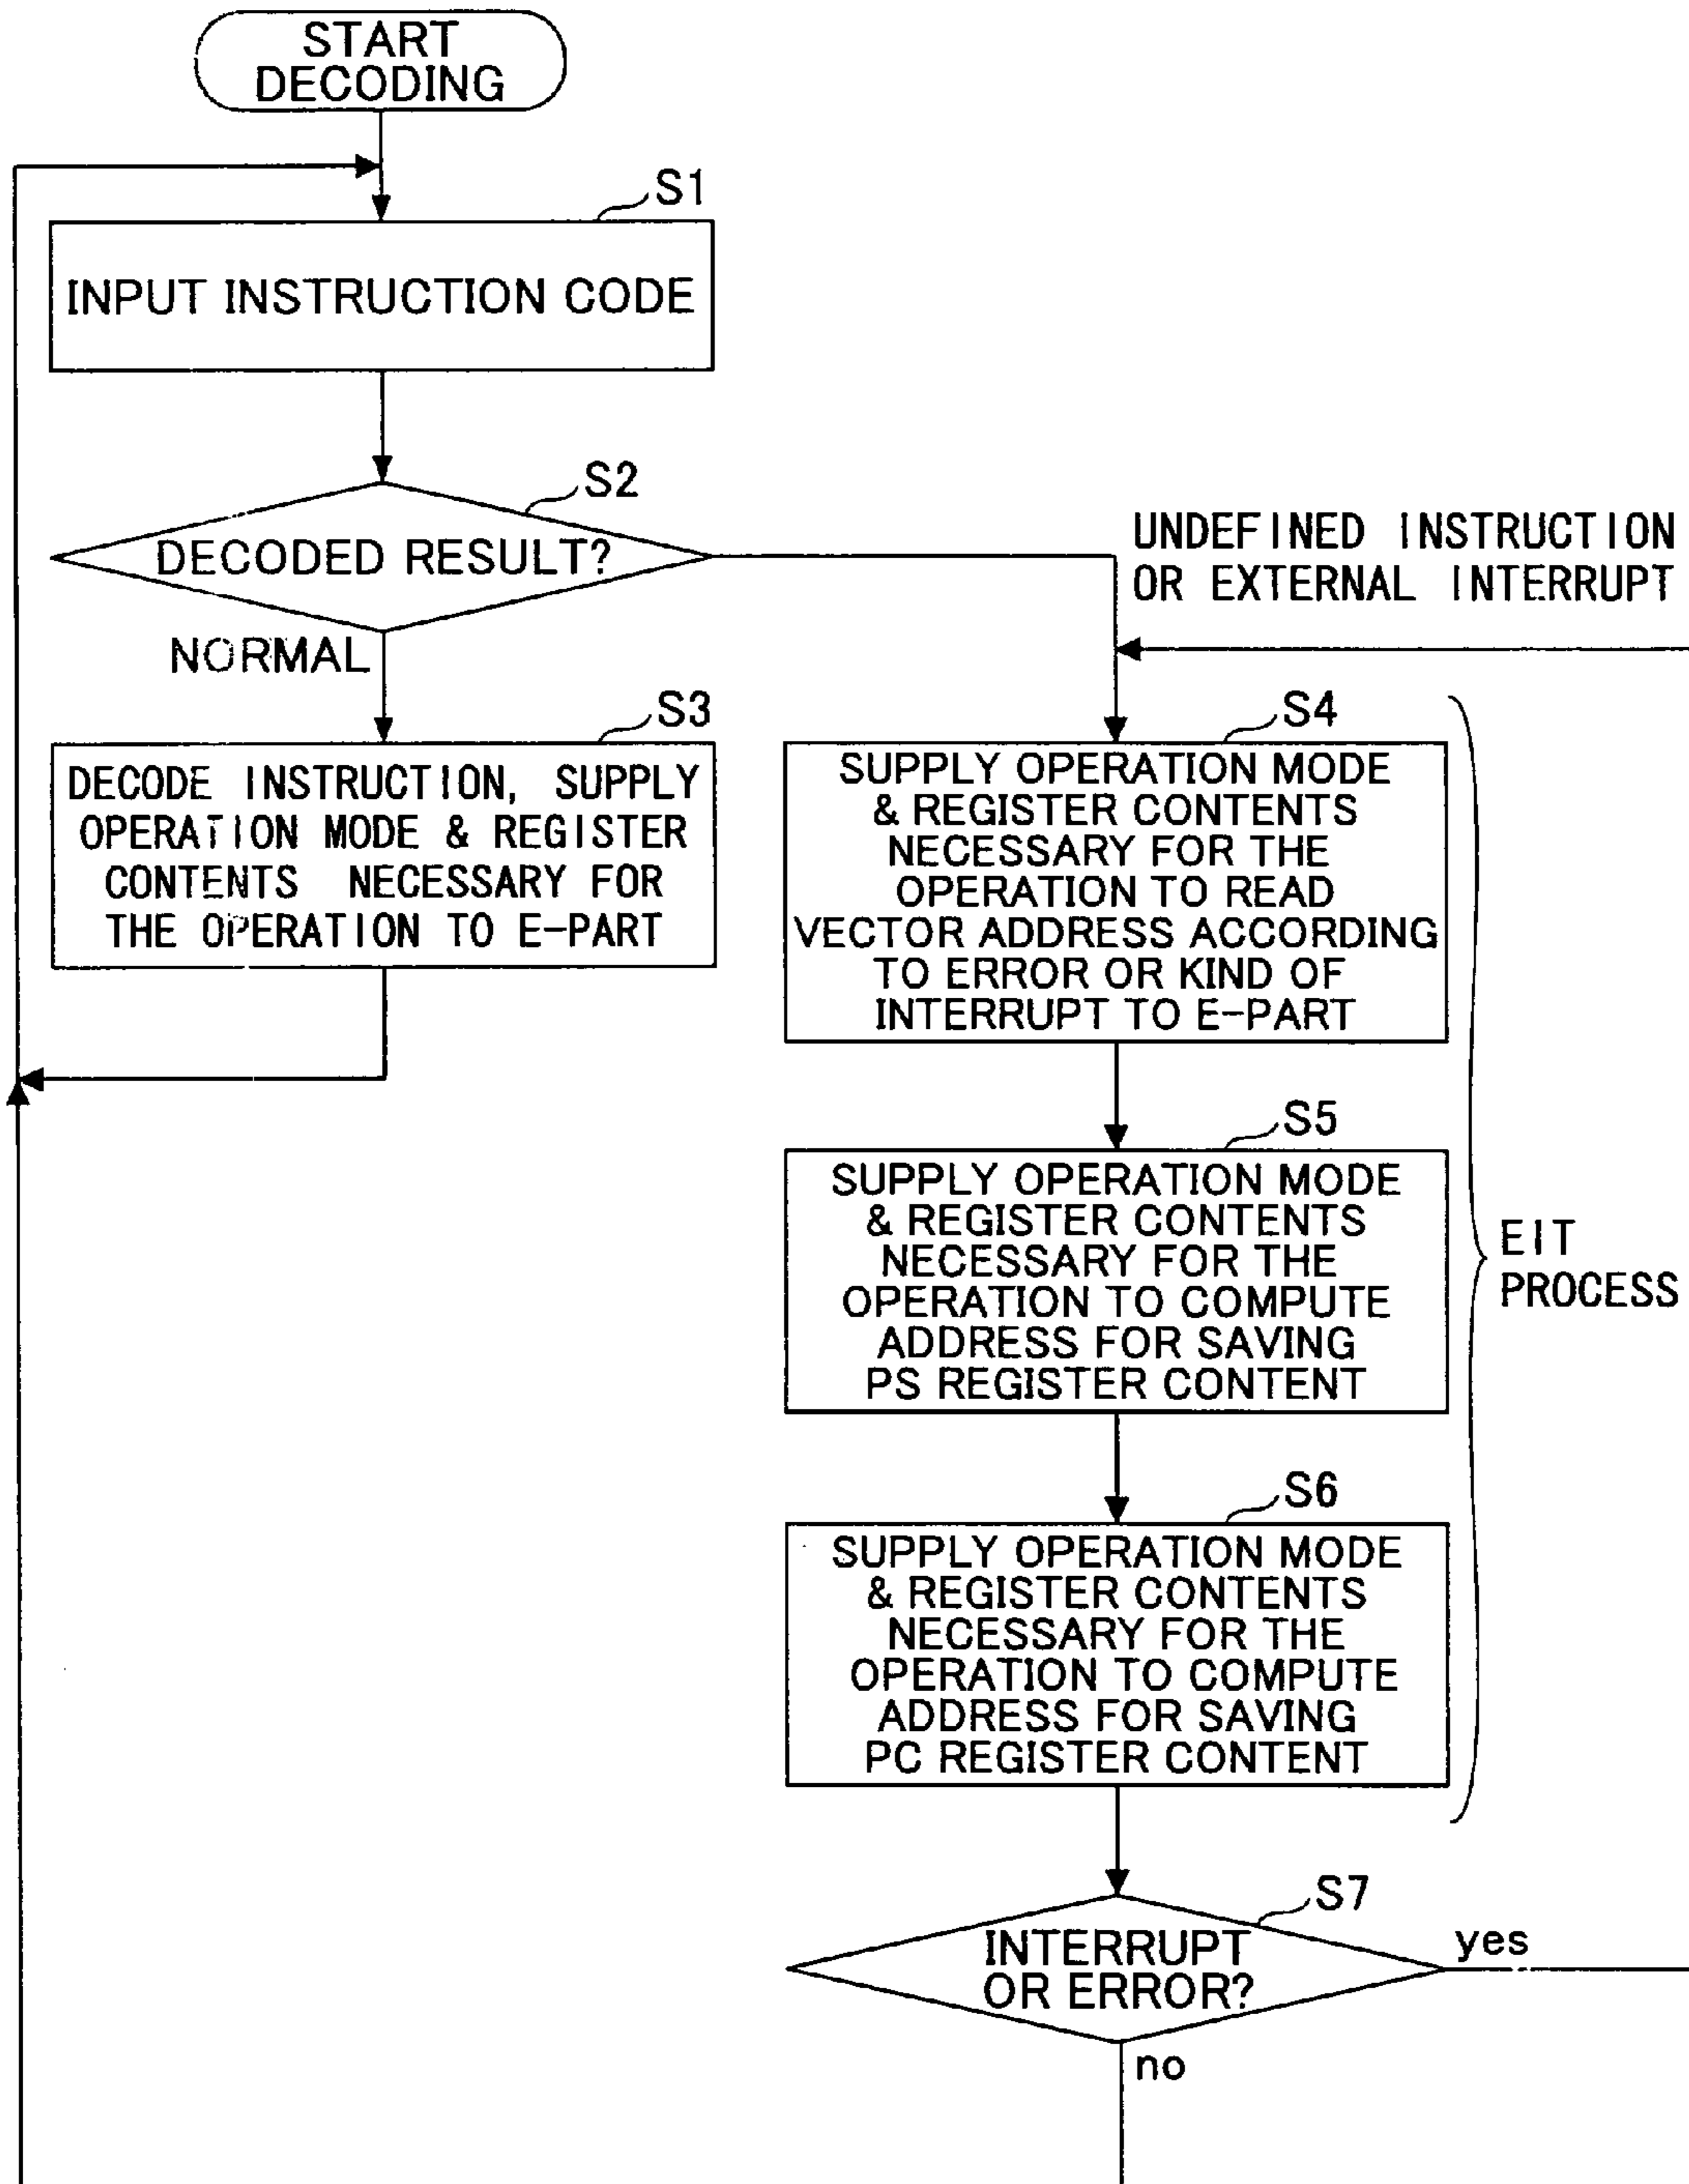 START
DECODING
S1
INPUT INSTRUCTION CODE
S2
DECODED RESULT?
UNDEFINED INSTRUCTION
OR EXTERNAL INTERRUPT
NORMAL
S3
DECODE INSTRUCTION, SUPPLY
OPERATION MODE & REGISTER
CONTENTS NECESSARY FOR
THE OPERATION TO E-PART
S4
SUPPLY OPERATION MODE
& REGISTER CONTENTS
NECESSARY FOR THE
OPERATION TO READ
VECTOR ADDRESS ACCORDING
TO ERROR OR KIND OF
INTERRUPT TO E-PART
S5
SUPPLY OPERATION MODE
& REGISTER CONTENTS
NECESSARY FOR THE
OPERATION TO COMPUTE
ADDRESS FOR SAVING
PS REGISTER CONTENT
EIT
PROCESS
S6
SUPPLY OPERATION MODE
& REGISTER CONTENTS
NECESSARY FOR THE
OPERATION TO COMPUTE
ADDRESS FOR SAVING
PC REGISTER CONTENT
S7
INTERRUPT
OR ERROR?
yes
no